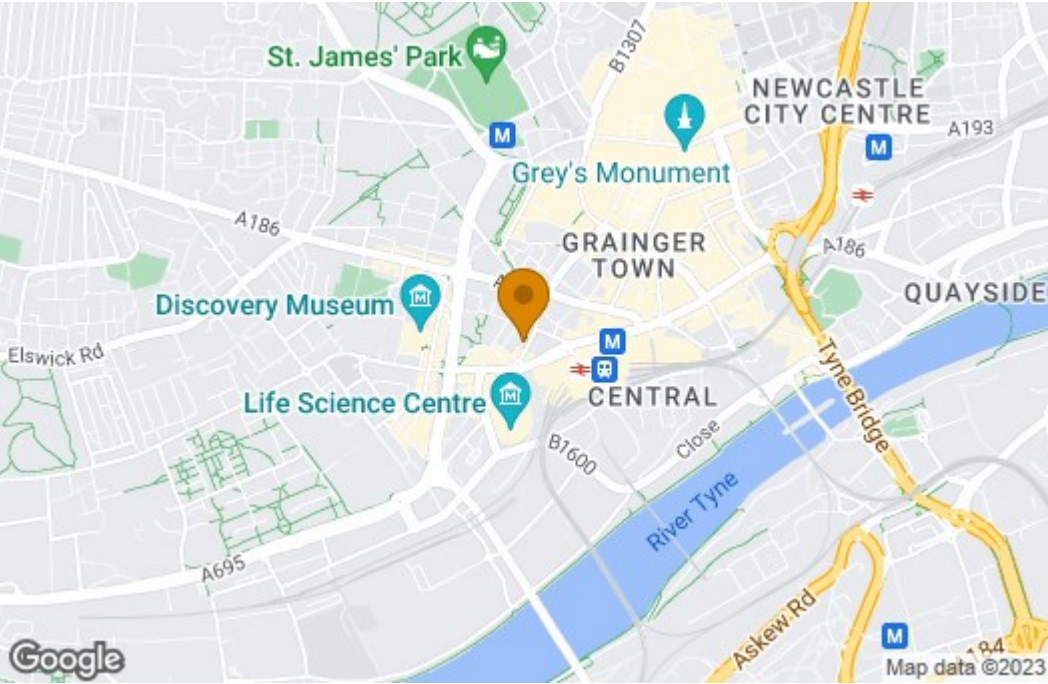 St. James' Park
B1307
NEWCASTLE
CITY CENTRE
M
A193
M
Grey's Monument
A186
GRAINGER
TOWN
A186
Discovery Museum
M
QUAYSIDE
Elswick Rd
M
Tyne Bridge
Life Science Centre
M
CENTRAL
Close
B1600
River Tyne
A695
Askew Rd
M
A184
Google
Map data ©2023